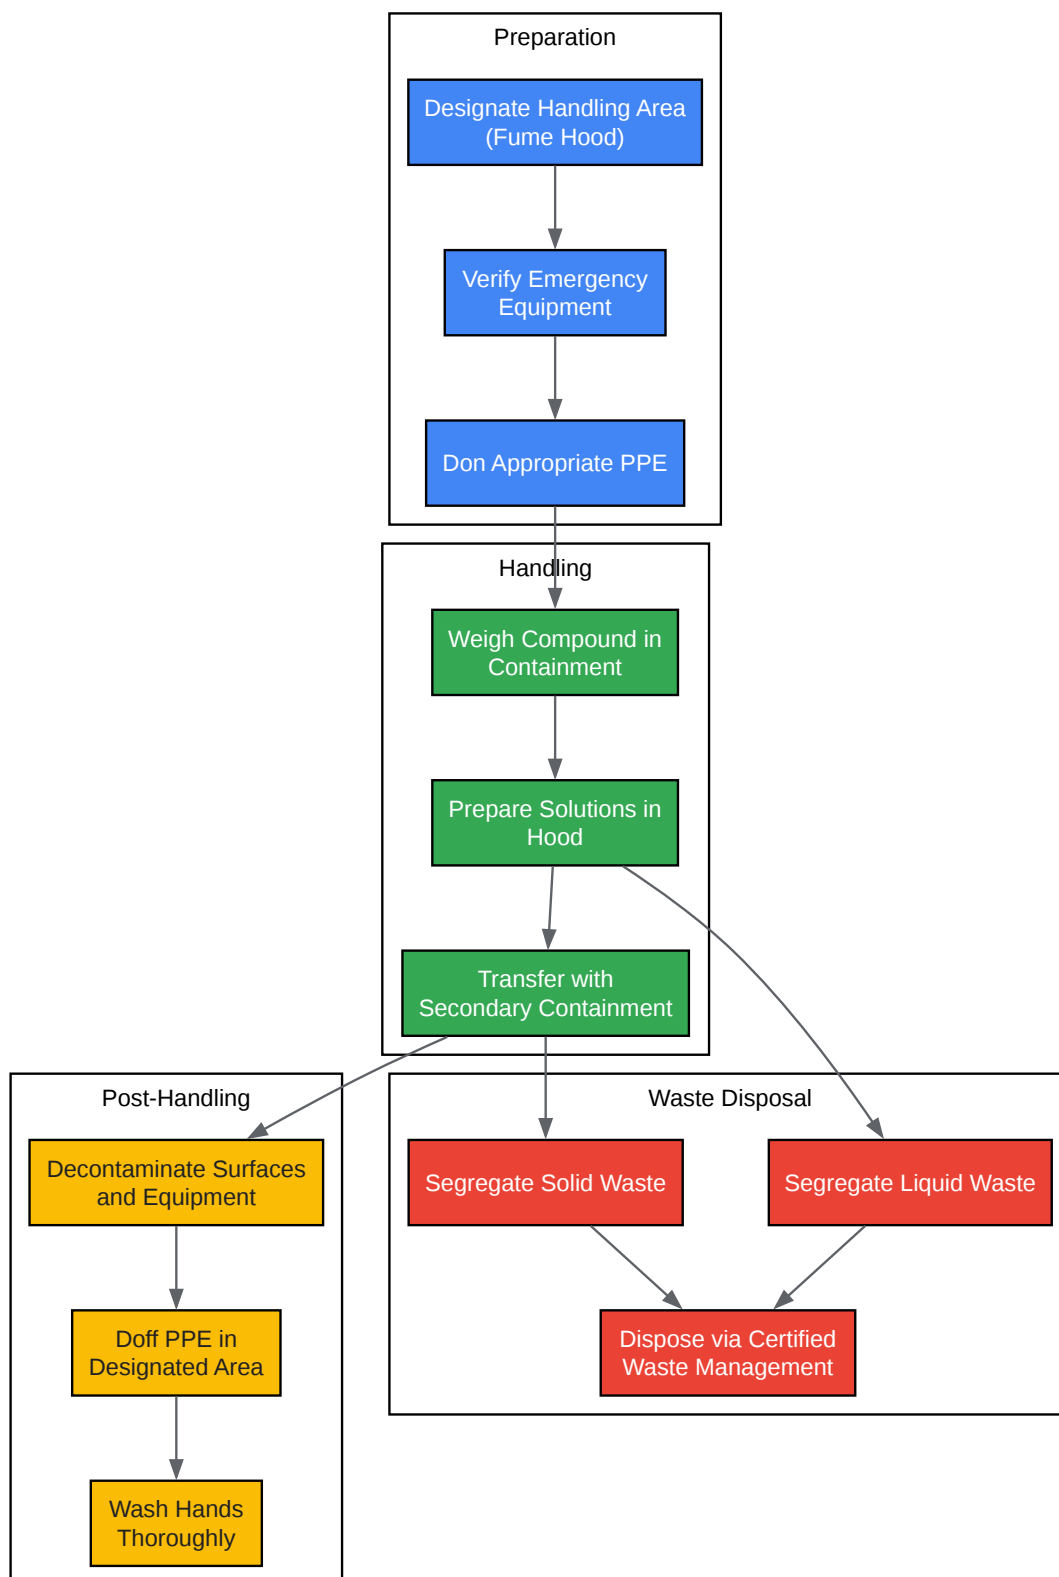 Preparation
Designate Handling Area
(Fume Hood)
Verify Emergency
Equipment
Don Appropriate PPE
Handling
Weigh Compound in
Containment
Prepare Solutions in
Hood
Transfer with
Secondary Containment
Post-Handling
Decontaminate Surfaces
and Equipment
Doff PPE in
Designated Area
Wash Hands
Thoroughly
Waste Disposal
Segregate Solid Waste
Segregate Liquid Waste
Dispose via Certified
Waste Management